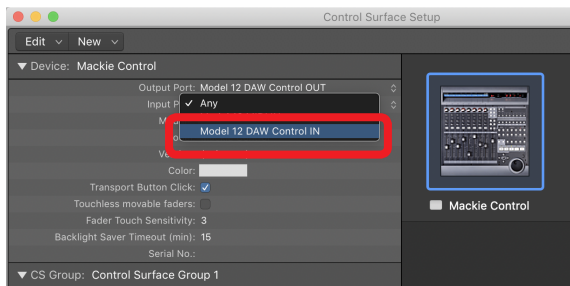 Control Surface Setup
Edit New
Device: Mackie Control
Output Port: Model 12 DAW Control OUT
Input P
Any
M
Model 12 DAW Control IN
Ve
Color:
Transport Button Click:
Touchless movable faders:
Fader Touch Sensitivity: 3
Backlight Saver Timeout (min): 15
Serial No.:
Mackie Control
CS Group: Control Surface Group 1